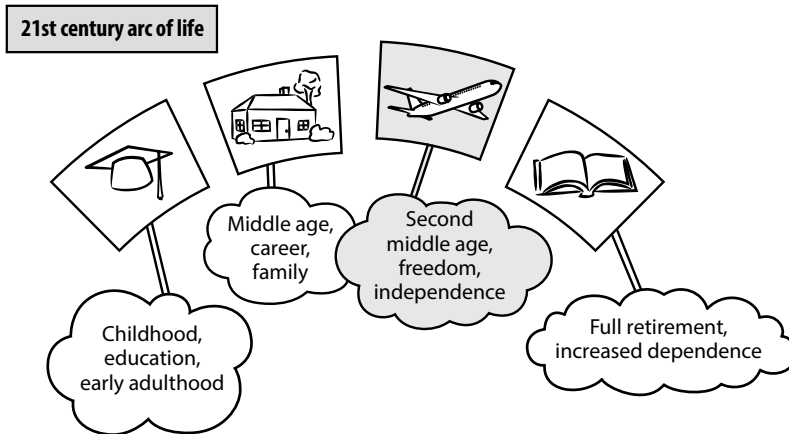 21st century arc of life
Middle age,
career,
family
Second
middle age,
freedom,
independence
Childhood,
education,
early adulthood
Full retirement,
increased dependence